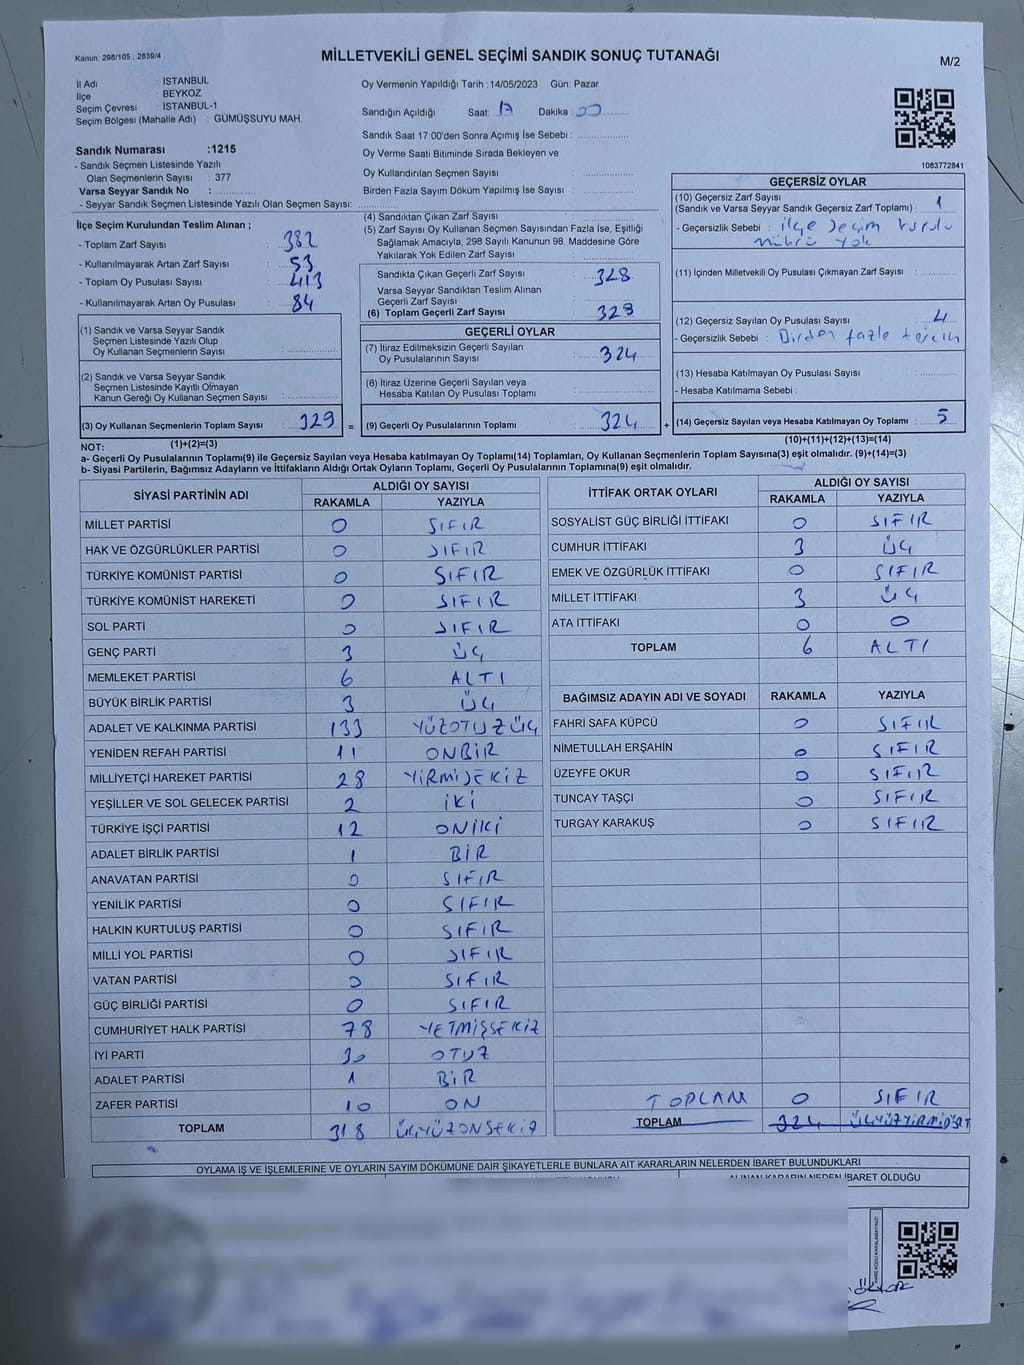 Kanun: 298/105 , 2839/4
MİLLETVEKİLİ GENEL SEÇİMİ SANDIK SONUÇ TUTANAĞI
M/2
İl Adı : İSTANBUL
İlçe : BEYKOZ
Seçim Çevresi : İSTANBUL-1
Seçim Bölgesi (Mahalle Adı) : GÜMÜŞSUYU MAH.
Oy Vermenin Yapıldığı Tarih :14/05/2023 Gün: Pazar
Sandığın Açıldığı Saat: 17 Dakika: 00
Sandık Saat 17:00'den Sonra Açımış İse Sebebi :
Oy Verme Saati Bitiminde Sırada Bekleyen ve
Oy Kullandırılan Seçmen Sayısı :
Birden Fazla Sayım Döküm Yapılmış İse Sayısı :
1083772841
Sandık Numarası :1215
- Sandık Seçmen Listesinde Yazılı
Olan Seçmenlerin Sayısı : 377
Varsa Seyyar Sandık No :
- Seyyar Sandık Seçmen Listesinde Yazılı Olan Seçmen Sayısı:
İlçe Seçim Kurulundan Teslim Alınan ;
- Toplam Zarf Sayısı : 382
- Kullanılmayarak Artan Zarf Sayısı : 53
- Toplam Oy Pusulası Sayısı : 413
- Kullanılmayarak Artan Oy Pusulası : 84
(1) Sandık ve Varsa Seyyar Sandık
Seçmen Listesinde Yazılı Olup
Oy Kullanan Seçmenlerin Sayısı :
(2) Sandık ve Varsa Seyyar Sandık
Seçmen Listesinde Kayıtlı Olmayan
Kanun Gereği Oy Kullanan Seçmen Sayısı :
(3) Oy Kullanan Seçmenlerin Toplam Sayısı : 329 =
(4) Sandıktan Çıkan Zarf Sayısı :
(5) Zarf Sayısı Oy Kullanan Seçmen Sayısından Fazla İse, Eşitliği
Sağlamak Amacıyla; 298 Sayılı Kanunun 98. Maddesine Göre
Yakılarak Yok Edilen Zarf Sayısı :
Sandıkta Çıkan Geçerli Zarf Sayısı : 328
Varsa Seyyar Sandıktan Teslim Alınan
Geçerli Zarf Sayısı :
(6) Toplam Geçerli Zarf Sayısı : 328
GEÇERLİ OYLAR
(7) İtiraz Edilmeksizin Geçerli Sayılan
Oy Pusulalarının Sayısı : 324
(8) İtiraz Üzerine Geçerli Sayılan veya
Hesaba Katılan Oy Pusulası Toplamı :
(9) Geçerli Oy Pusulalarının Toplamı : 324 +
GEÇERSİZ OYLAR
(10) Geçersiz Zarf Sayısı
(Sandık ve Varsa Seyyar Sandık Geçersiz Zarf Toplamı) : 1
- Geçersizlik Sebebi : ilçe seçim kurulu
mührü yok
(11) İçinden Milletvekili Oy Pusulası Çıkmayan Zarf Sayısı :
(12) Geçersiz Sayılan Oy Pusulası Sayısı : 4
- Geçersizlik Sebebi : Birden fazla tercih
(13) Hesaba Katılmayan Oy Pusulası Sayısı :
- Hesaba Katılmama Sebebi :
(14) Geçersiz Sayılan veya Hesaba Katılmayan Oy Toplamı : 5
(1)+(2)=(3)
(10)+(11)+(12)+(13)=(14)
NOT:
a- Geçerli Oy Pusulalarının Toplamı(9) ile Geçersiz Sayılan veya Hesaba katılmayan Oy Toplamı(14) Toplamları, Oy Kullanan Seçmenlerin Toplam Sayısına(3) eşit olmalıdır. (9)+(14)=(3)
b- Siyasi Partilerin, Bağımsız Adayların ve İttifakların Aldığı Ortak Oyların Toplamı, Geçerli Oy Pusulalarının Toplamına(9) eşit olmalıdır.
SİYASİ PARTİNİN ADI ALDIĞI OY SAYISI
RAKAMLA YAZIYLA
MİLLET PARTİSİ 0 SIFIR
HAK VE ÖZGÜRLÜKLER PARTİSİ 0 SIFIR
TÜRKİYE KOMÜNİST PARTİSİ 0 SIFIR
TÜRKİYE KOMÜNİST HAREKETİ 0 SIFIR
SOL PARTİ 0 SIFIR
GENÇ PARTİ 3 ÜÇ
MEMLEKET PARTİSİ 6 ALTI
BÜYÜK BİRLİK PARTİSİ 3 ÜÇ
ADALET VE KALKINMA PARTİSİ 133 YÜZOTUZÜÇ
YENİDEN REFAH PARTİSİ 11 ONBİR
MİLLİYETÇİ HAREKET PARTİSİ 28 YİRMİSEKİZ
YEŞİLLER VE SOL GELECEK PARTİSİ 2 İKİ
TÜRKİYE İŞÇİ PARTİSİ 12 ONİKİ
ADALET BİRLİK PARTİSİ 1 BİR
ANAVATAN PARTİSİ 0 SIFIR
YENİLİK PARTİSİ 0 SIFIR
HALKIN KURTULUŞ PARTİSİ 0 SIFIR
MİLLİ YOL PARTİSİ 0 SIFIR
VATAN PARTİSİ 0 SIFIR
GÜÇ BİRLİĞİ PARTİSİ 0 SIFIR
CUMHURİYET HALK PARTİSİ 78 YETMİŞSEKİZ
İYİ PARTİ 30 OTUZ
ADALET PARTİSİ 1 BİR
ZAFER PARTİSİ 10 ON
TOPLAM 318 ÜÇYÜZONSEKİZ
İTTİFAK ORTAK OYLARI ALDIĞI OY SAYISI
RAKAMLA YAZIYLA
SOSYALİST GÜÇ BİRLİĞİ İTTİFAKI 0 SIFIR
CUMHUR İTTİFAKI 3 ÜÇ
EMEK VE ÖZGÜRLÜK İTTİFAKI 0 SIFIR
MİLLET İTTİFAKI 3 ÜÇ
ATA İTTİFAKI 0 0
TOPLAM 6 ALTI
BAĞIMSIZ ADAYIN ADI VE SOYADI RAKAMLA YAZIYLA
FAHRİ SAFA KÜPCÜ 0 SIFIR
NİMETULLAH ERŞAHİN 0 SIFIR
ÜZEYFE OKUR 0 SIFIR
TUNCAY TAŞÇI 0 SIFIR
TURGAY KARAKUŞ 0 SIFIR
TOPLAM 0 SIFIR
TOPLAM 324 ÜÇYÜZYİRMİDÖRT
OYLAMA İŞ VE İŞLEMLERİNE VE OYLARIN SAYIM DÖKÜMÜNE DAİR ŞİKAYETLERLE BUNLARA AİT KARARLARIN NELERDEN İBARET BULUNDUKLARI
ALINAN KARARIN NEDEN İBARET OLDUĞU